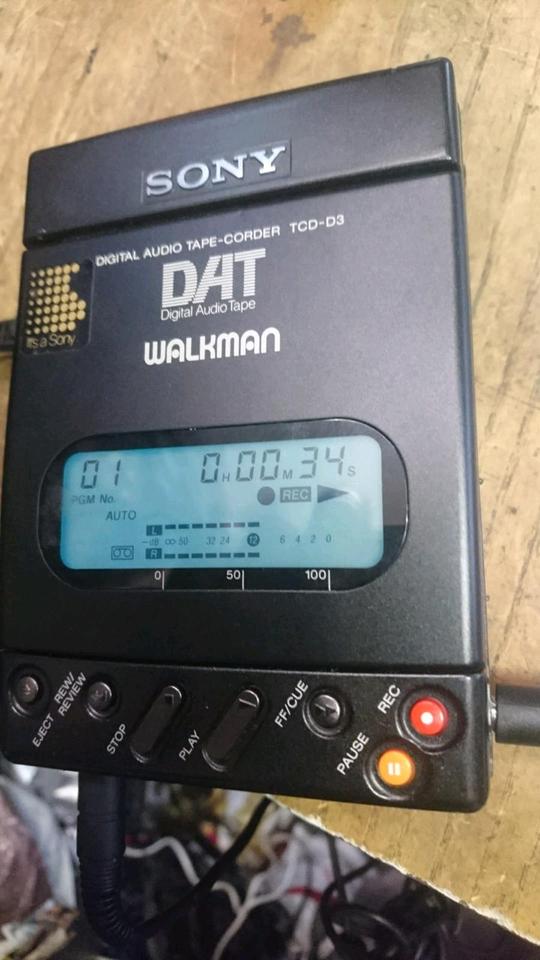 SONY
DIGITAL AUDIO TAPE-CORDER TCD-D3
DAT
Digital Audio Tape
WALKMAN
It's a Sony
01 0H 00M 34S
PGM No.
REC
AUTO
L
-dB ∞ 50 32 24 12 6 4 2 0
R
0 50 100
EJECT
REW/
REVIEW
STOP
PLAY
FF/CUE
REC
PAUSE